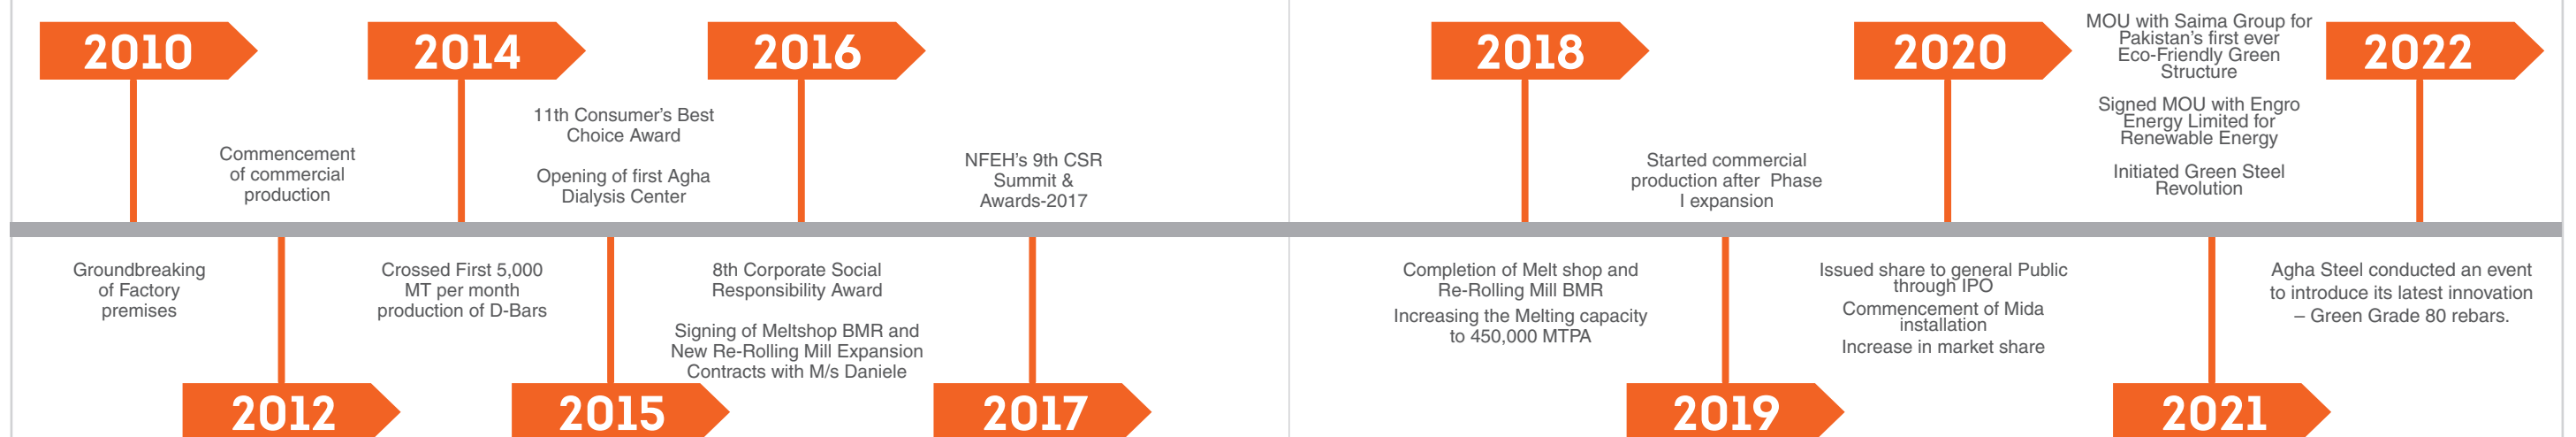 2010
Groundbreaking
of Factory
premises
Commencement
of commercial
production
2012
2014
Crossed First 5,000
MT per month
production of D-Bars
11th Consumer’s Best
Choice Award
Opening of first Agha
Dialysis Center
2015
2016
8th Corporate Social
Responsibility Award
Signing of Meltshop BMR and
New Re-Rolling Mill Expansion
Contracts with M/s Daniele
NFEH’s 9th CSR
Summit &
Awards-2017
2017
2018
Completion of Melt shop and
Re-Rolling Mill BMR
Increasing the Melting capacity
to 450,000 MTPA
Started commercial
production after Phase
I expansion
2019
2020
Issued share to general Public
through IPO
Commencement of Mida
installation
Increase in market share
MOU with Saima Group for
Pakistan’s first ever
Eco-Friendly Green
Structure
Signed MOU with Engro
Energy Limited for
Renewable Energy
Initiated Green Steel
Revolution
2021
2022
Agha Steel conducted an event
to introduce its latest innovation
– Green Grade 80 rebars.